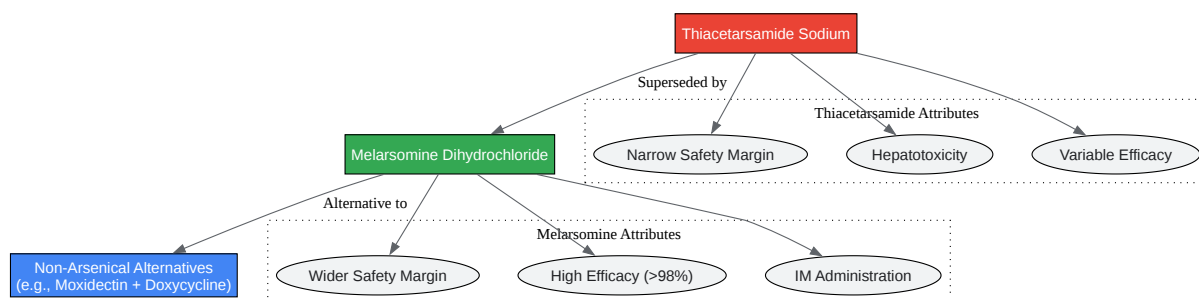 Thiacetarsamide Sodium
Superseded by
Thiacetarsamide Attributes
Melarsomine Dihydrochloride
Narrow Safety Margin
Hepatotoxicity
Variable Efficacy
Alternative to
Melarsomine Attributes
Non-Arsenical Alternatives
(e.g., Moxidectin + Doxycycline)
Wider Safety Margin
High Efficacy (>98%)
IM Administration